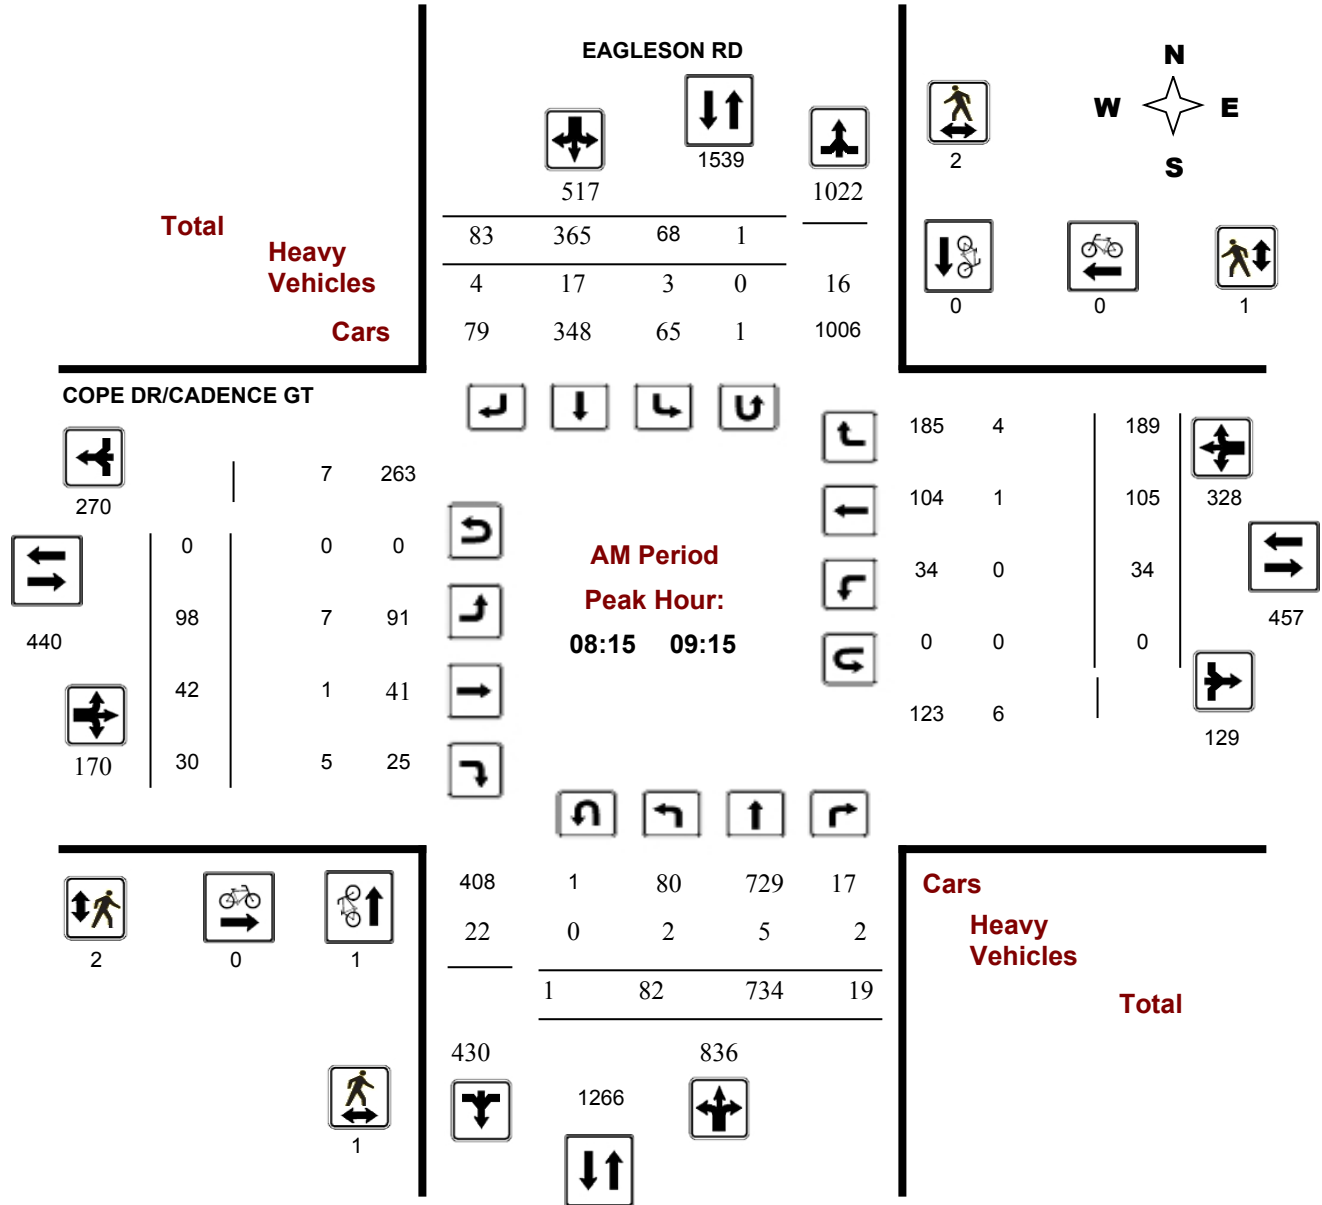 EAGLESON RD
N
W E
S
1539
2
517 1022
Total
83 365 68 1
Heavy
Vehicles
4 17 3 0 16
0 0 1
Cars
79 348 65 1 1006
COPE DR/CADENCE GT
185 4 189
7 263
270
104 1 105 328
0 0 0
AM Period
34 0 34
Peak Hour:
98 7 91
457
440
08:15 09:15
0 0 0
42 1 41
123 6
129
170 30 5 25
408 1 80 729 17
Cars
22 0 2 5 2
Heavy
Vehicles
2 0 1
1 82 734 19
Total
430 836
1266
1